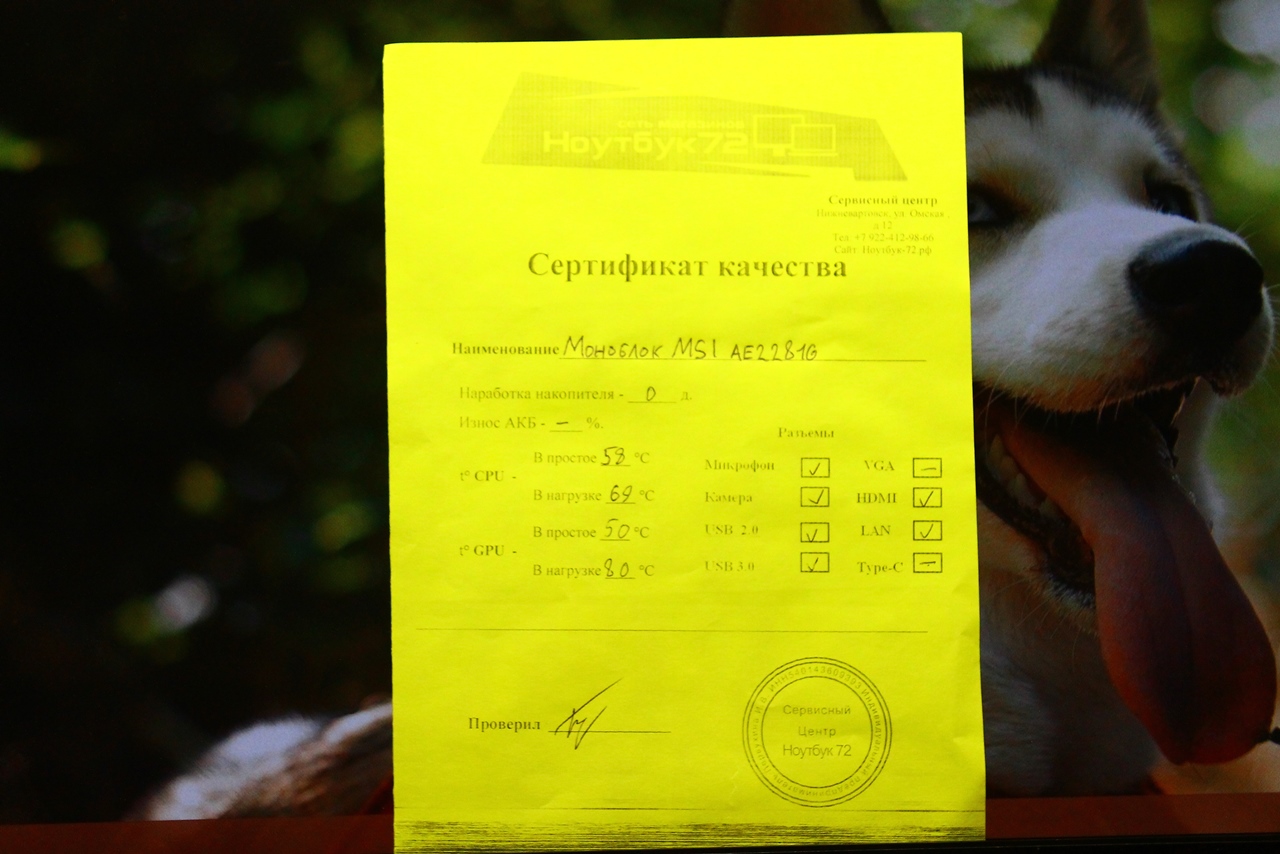 сеть магазинов
Ноутбук72
Сервисный центр
Нижневартовск, ул. Омская ,
д 12
Тел: +7 922-412-98-66
Сайт: Ноутбук-72.рф
Сертификат качества
Наименование Моноблок MSI AE2281G
Наработка накопителя - 0 д.
Износ АКБ - — %.
Разъемы
t° CPU -
В простое 58 °C
В нагрузке 69 °C
t° GPU -
В простое 50 °C
В нагрузке 80 °C
Микрофон ✓ VGA —
Камера ✓ HDMI ✓
USB 2.0 ✓ LAN ✓
USB 3.0 ✓ Type-C —
Проверил
Сервисный
Центр
Ноутбук 72
Индивидуальный предприниматель